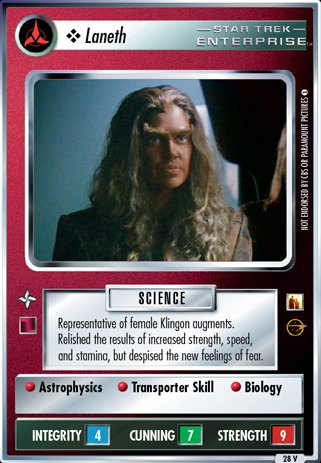 ❖ Laneth
STAR TREK
ENTERPRISE™
NOT ENDORSED BY CBS OR PARAMOUNT PICTURES
SCIENCE
Representative of female Klingon augments.
Relished the results of increased strength, speed,
and stamina, but despised the new feelings of fear.
Astrophysics Transporter Skill Biology
INTEGRITY 4 CUNNING 7 STRENGTH 9
28 V